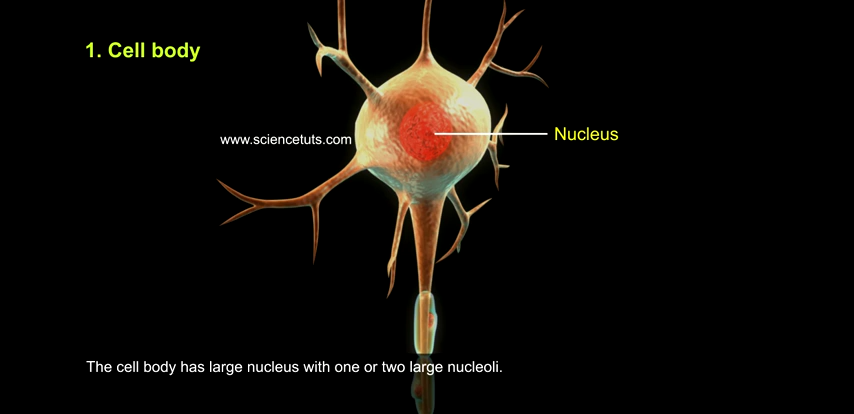 1. Cell body
www.sciencetuts.com
Nucleus
The cell body has large nucleus with one or two large nucleoli.